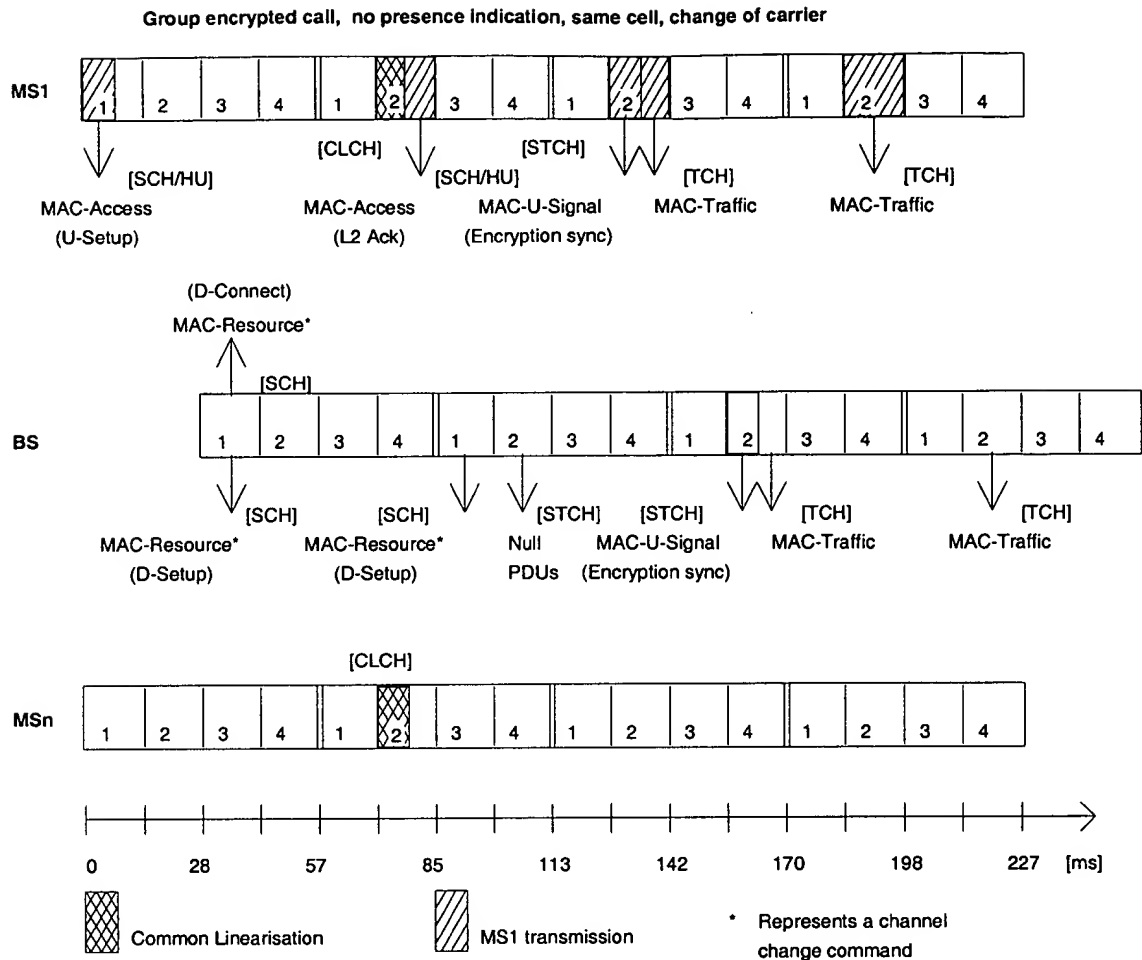 Group encrypted call, no presence indication, same cell, change of carrier
MS1
1 2 3 4 1 2 3 4 1 2 3 4 1 2 3 4
[CLCH] [STCH]
[SCH/HU] [SCH/HU] [TCH] [TCH]
MAC-Access MAC-Access MAC-U-Signal MAC-Traffic MAC-Traffic
(U-Setup) (L2 Ack) (Encryption sync)
(D-Connect)
MAC-Resource*
[SCH]
BS
1 2 3 4 1 2 3 4 1 2 3 4 1 2 3 4
[SCH] [SCH] [STCH] [STCH] [TCH] [TCH]
MAC-Resource* MAC-Resource* Null MAC-U-Signal MAC-Traffic MAC-Traffic
(D-Setup) (D-Setup) PDUs (Encryption sync)
[CLCH]
MSn
1 2 3 4 1 2 3 4 1 2 3 4 1 2 3 4
0 28 57 85 113 142 170 198 227 [ms]
Common Linearisation MS1 transmission * Represents a channel
change command